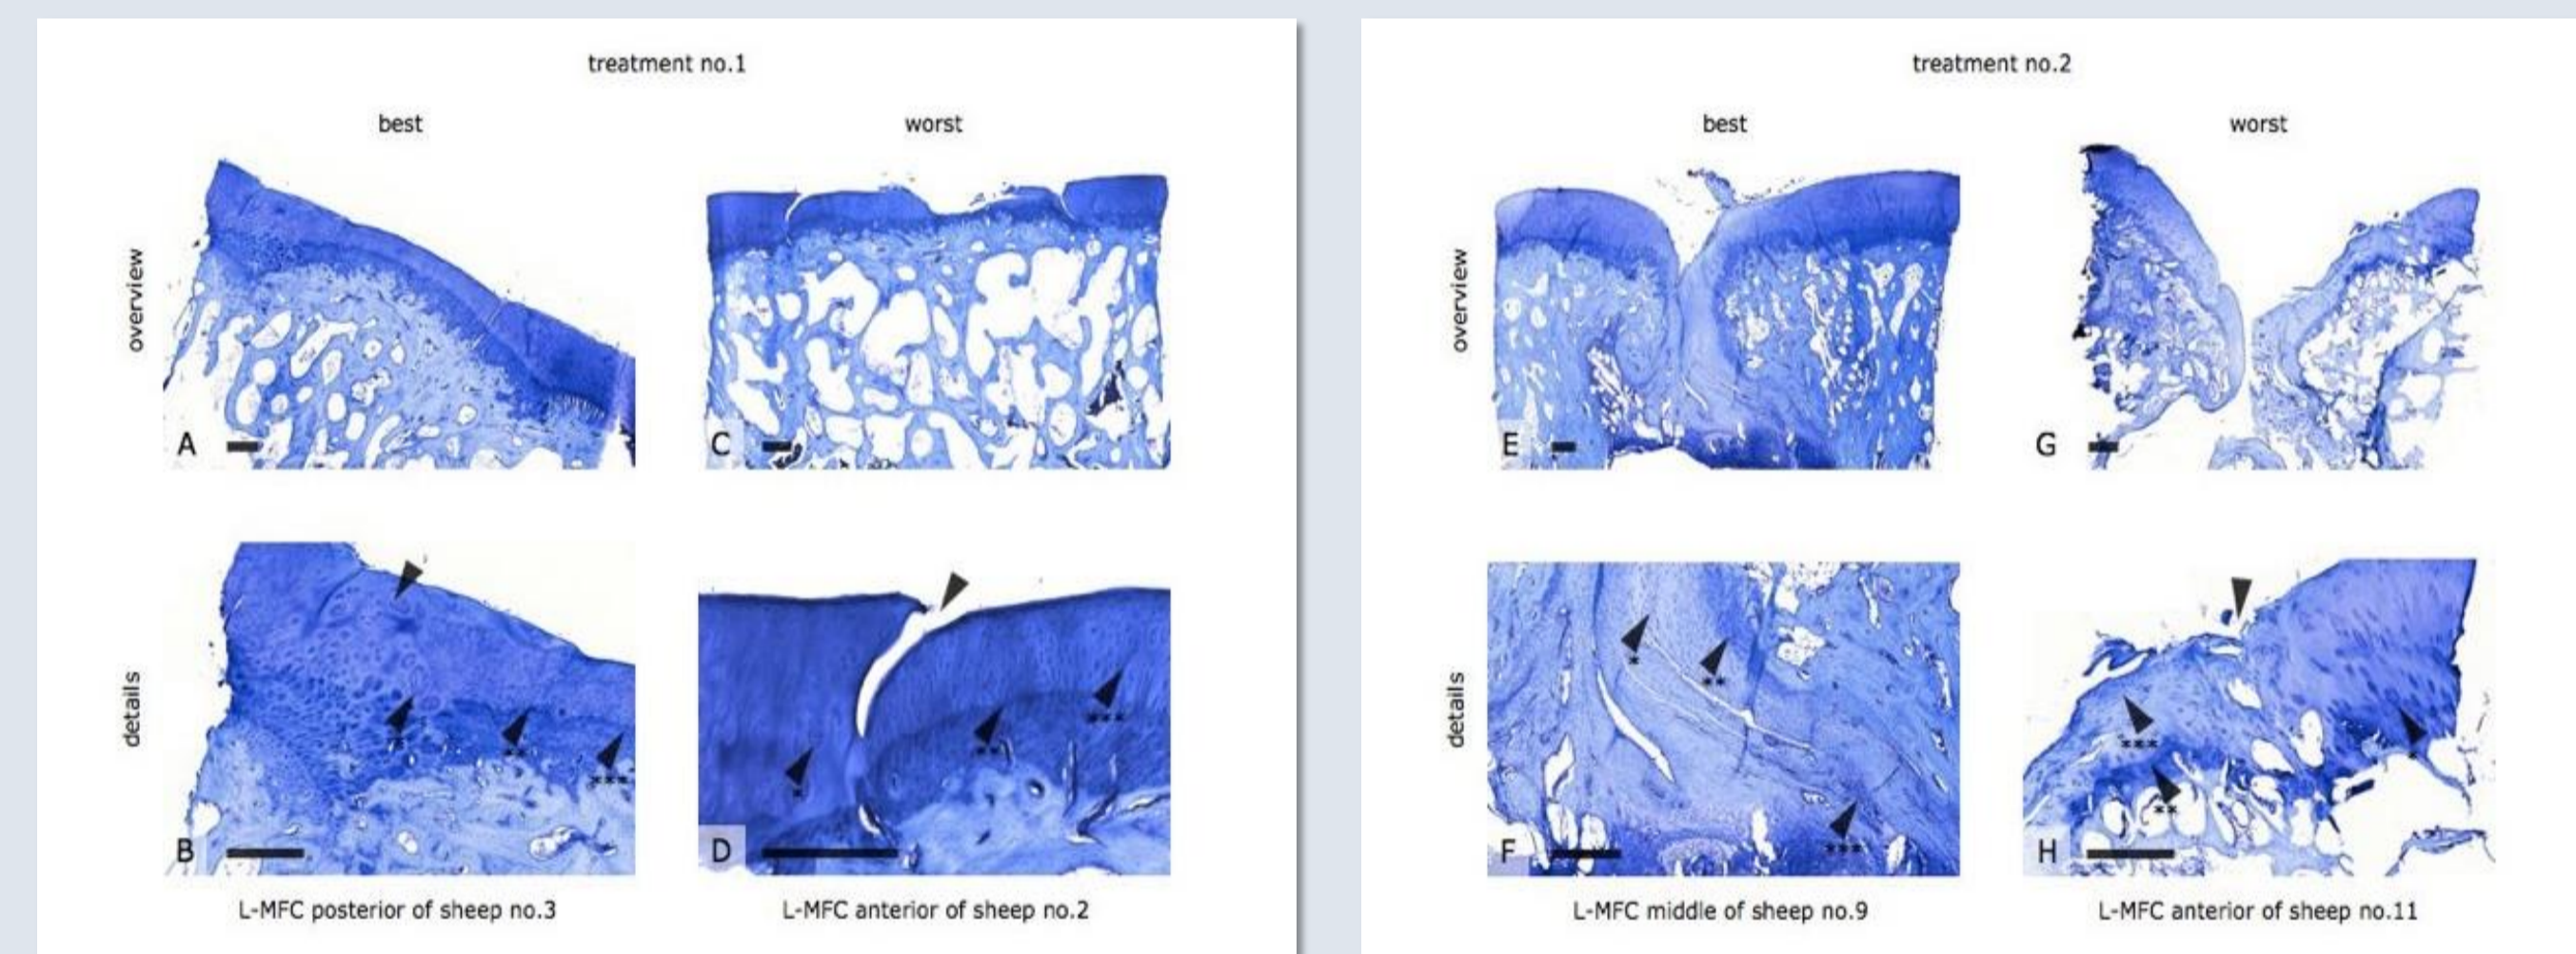 treatment no.1
best
worst
overview
A
C
details
*
**
***
B
*
**
***
D
L-MFC posterior of sheep no.3
L-MFC anterior of sheep no.2
treatment no.2
best
worst
overview
E
G
details
*
**
***
F
***
**
*
H
L-MFC middle of sheep no.9
L-MFC anterior of sheep no.11